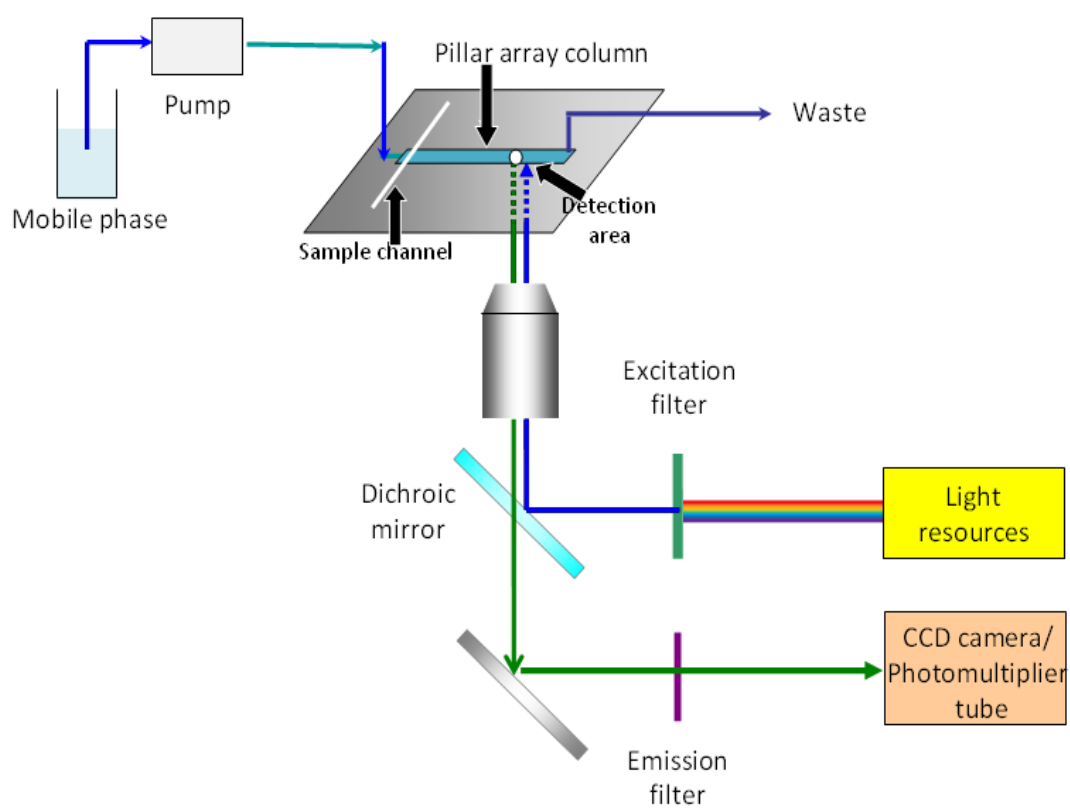 Pillar array column
Pump
Waste
Mobile phase
Detection
area
Sample channel
Excitation
filter
Dichroic
mirror
Light
resources
CCD camera/
Photomultiplier
tube
Emission
filter